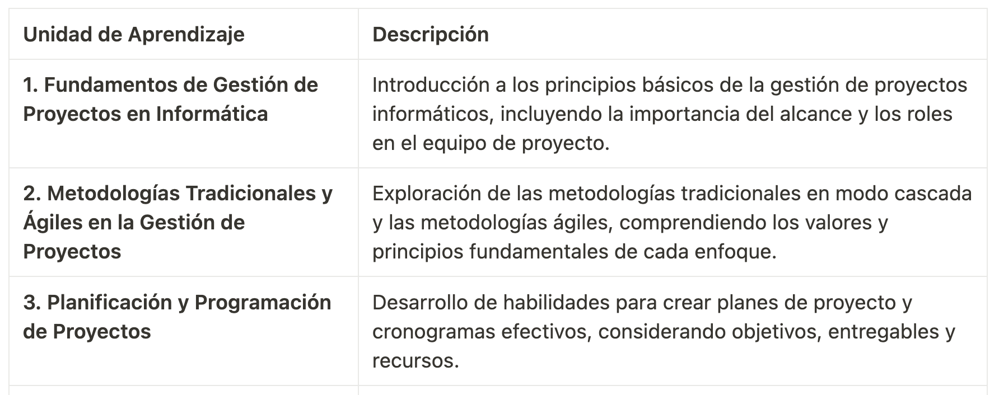 Unidad de Aprendizaje
Descripción
1. Fundamentos de Gestión de
Proyectos en Informática
Introducción a los principios básicos de la gestión de proyectos
informáticos, incluyendo la importancia del alcance y los roles
en el equipo de proyecto.
2. Metodologías Tradicionales y
Ágiles en la Gestión de
Proyectos
Exploración de las metodologías tradicionales en modo cascada
y las metodologías ágiles, comprendiendo los valores y
principios fundamentales de cada enfoque.
3. Planificación y Programación
de Proyectos
Desarrollo de habilidades para crear planes de proyecto y
cronogramas efectivos, considerando objetivos, entregables y
recursos.